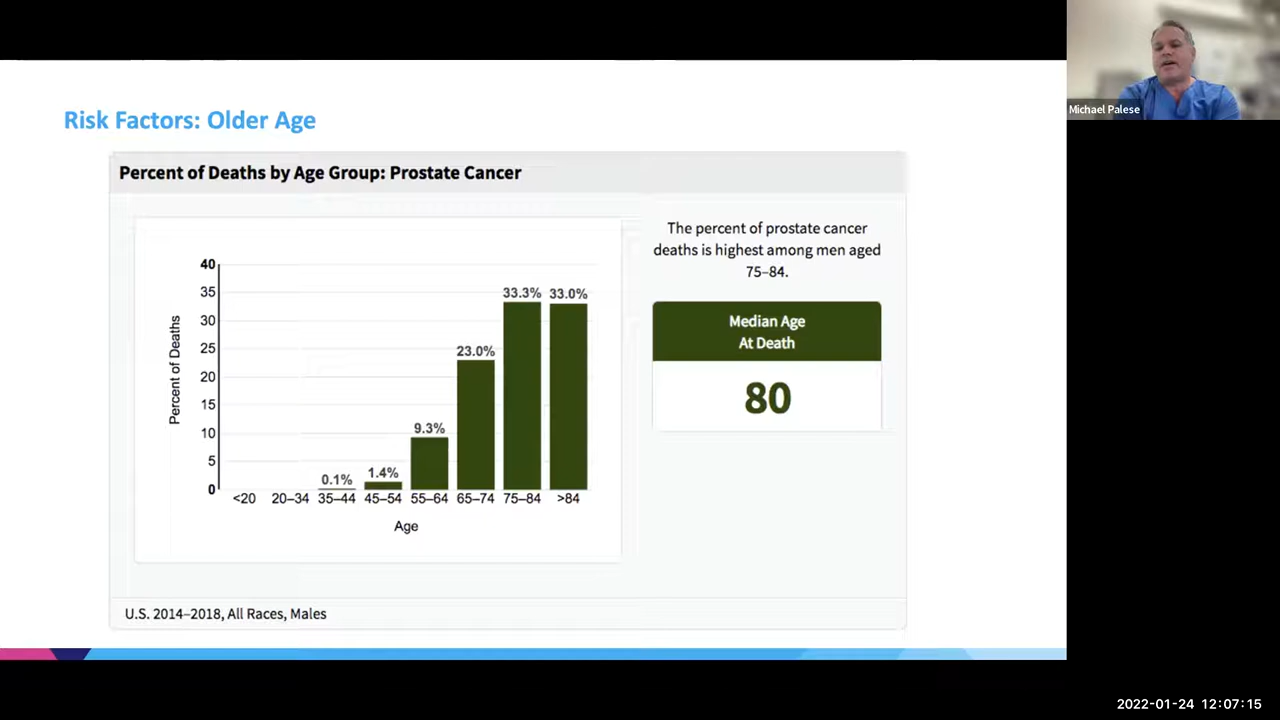 Michael Palese
Risk Factors: Older Age
Percent of Deaths by Age Group: Prostate Cancer
The percent of prostate cancer
deaths is highest among men aged
75–84.
Median Age
At Death
80
Percent of Deaths
40
35
30
25
20
15
10
5
0
0.1%
1.4%
9.3%
23.0%
33.3%
33.0%
<20 20–34 35–44 45–54 55–64 65–74 75–84 >84
Age
U.S. 2014–2018, All Races, Males
2022-01-24 12:07:15